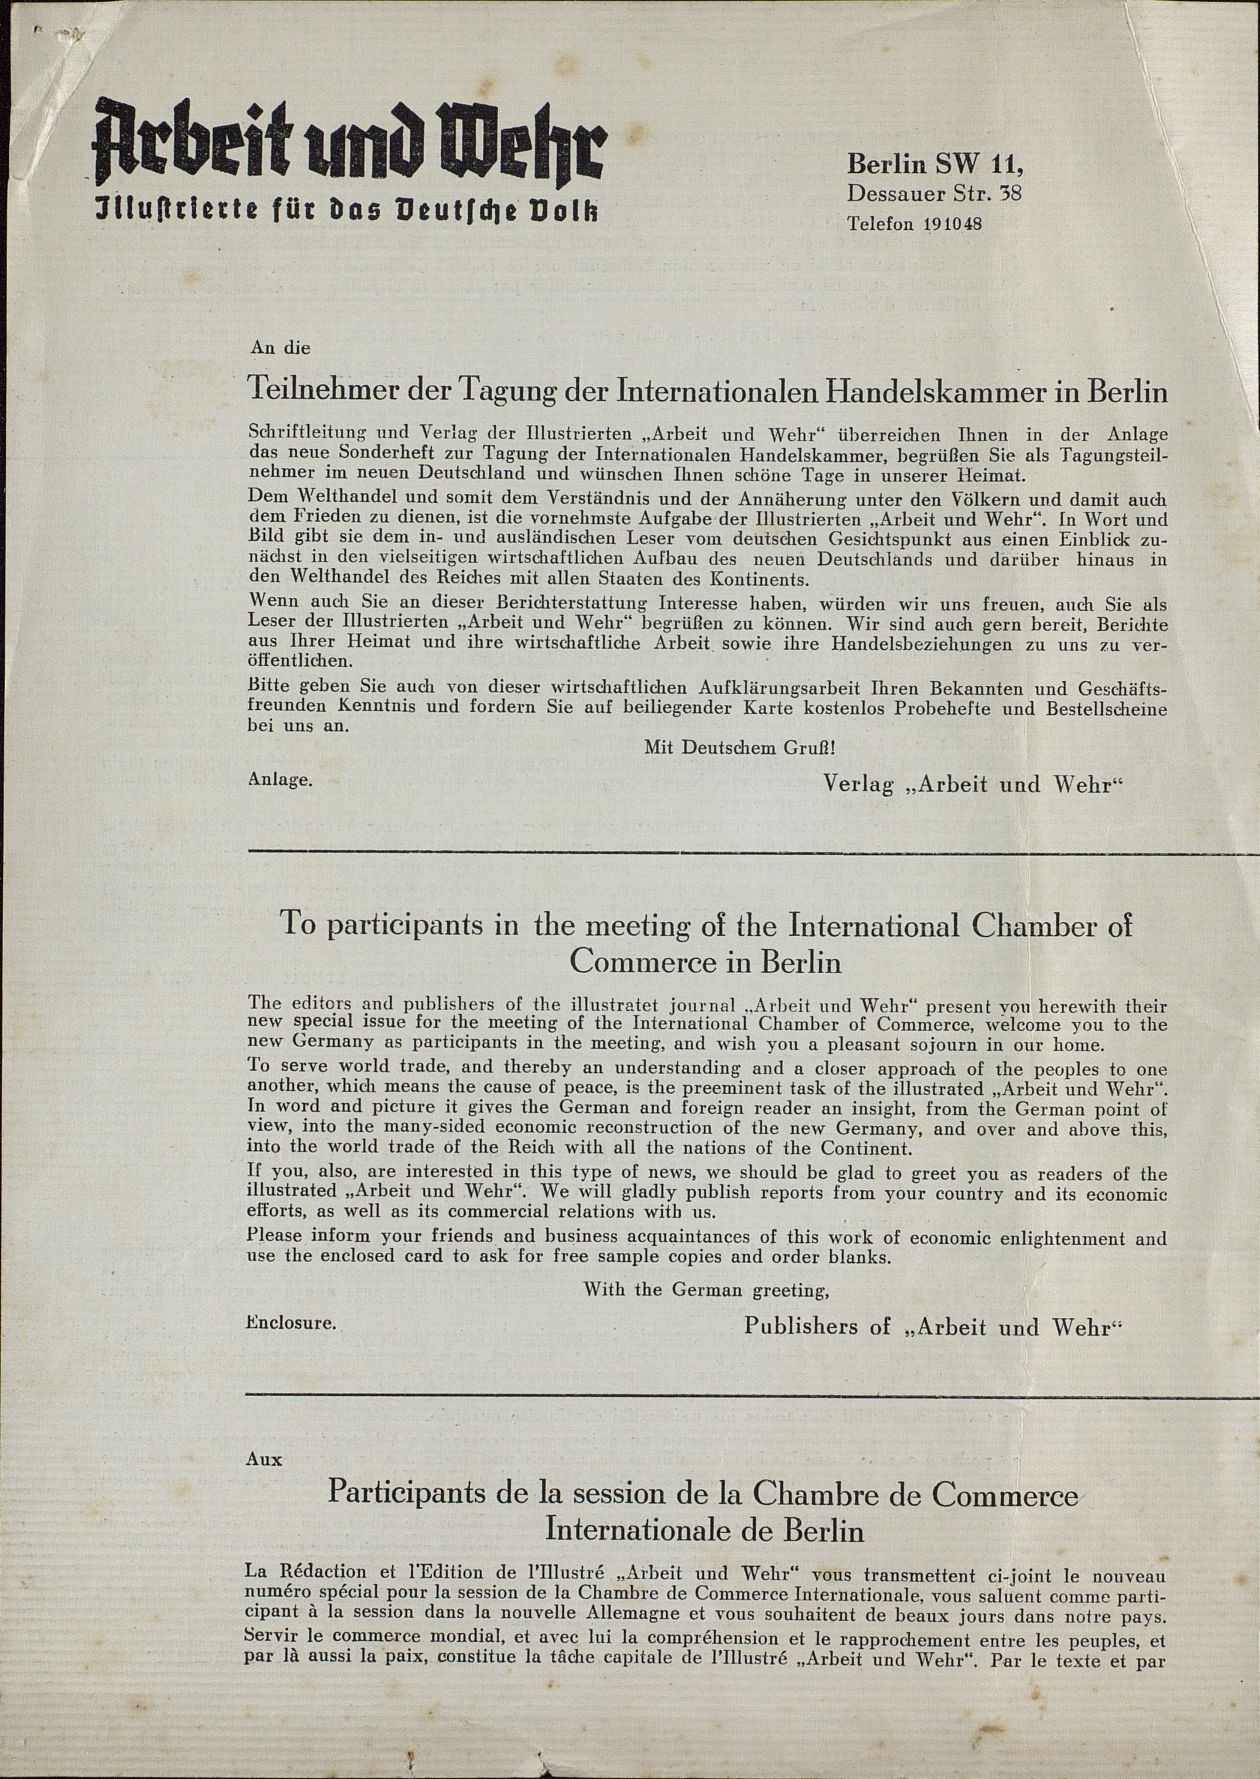 Arbeit und Wehr
Illustrierte für das Deutsche Volk
Berlin SW 11,
Dessauer Str. 38
Telefon 191048
An die
Teilnehmer der Tagung der Internationalen Handelskammer in Berlin
Schriftleitung und Verlag der Illustrierten „Arbeit und Wehr“ überreichen Ihnen in der Anlage
das neue Sonderheft zur Tagung der Internationalen Handelskammer, begrüßen Sie als Tagungsteil-
nehmer im neuen Deutschland und wünschen Ihnen schöne Tage in unserer Heimat.
Dem Welthandel und somit dem Verständnis und der Annäherung unter den Völkern und damit auch
dem Frieden zu dienen, ist die vornehmste Aufgabe der Illustrierten „Arbeit und Wehr“. In Wort und
Bild gibt sie dem in- und ausländischen Leser vom deutschen Gesichtspunkt aus einen Einblick zu-
nächst in den vielseitigen wirtschaftlichen Aufbau des neuen Deutschlands und darüber hinaus in
den Welthandel des Reiches mit allen Staaten des Kontinents.
Wenn auch Sie an dieser Berichterstattung Interesse haben, würden wir uns freuen, auch Sie als
Leser der Illustrierten „Arbeit und Wehr“ begrüßen zu können. Wir sind auch gern bereit, Berichte
aus Ihrer Heimat und ihre wirtschaftliche Arbeit sowie ihre Handelsbeziehungen zu uns zu ver-
öffentlichen.
Bitte geben Sie auch von dieser wirtschaftlichen Aufklärungsarbeit Ihren Bekannten und Geschäfts-
freunden Kenntnis und fordern Sie auf beiliegender Karte kostenlos Probehefte und Bestellscheine
bei uns an.
Mit Deutschem Gruß!
Anlage.
Verlag „Arbeit und Wehr“
To participants in the meeting of the International Chamber of
Commerce in Berlin
The editors and publishers of the illustratet journal „Arbeit und Wehr“ present you herewith their
new special issue for the meeting of the International Chamber of Commerce, welcome you to the
new Germany as participants in the meeting, and wish you a pleasant sojourn in our home.
To serve world trade, and thereby an understanding and a closer approach of the peoples to one
another, which means the cause of peace, is the preeminent task of the illustrated „Arbeit und Wehr“.
In word and picture it gives the German and foreign reader an insight, from the German point of
view, into the many-sided economic reconstruction of the new Germany, and over and above this,
into the world trade of the Reich with all the nations of the Continent.
If you, also, are interested in this type of news, we should be glad to greet you as readers of the
illustrated „Arbeit und Wehr“. We will gladly publish reports from your country and its economic
efforts, as well as its commercial relations with us.
Please inform your friends and business acquaintances of this work of economic enlightenment and
use the enclosed card to ask for free sample copies and order blanks.
With the German greeting,
Enclosure.
Publishers of „Arbeit und Wehr“
Aux
Participants de la session de la Chambre de Commerce
Internationale de Berlin
La Rédaction et l'Edition de l'Illustré „Arbeit und Wehr“ vous transmettent ci-joint le nouveau
numéro spécial pour la session de la Chambre de Commerce Internationale, vous saluent comme parti-
cipant à la session dans la nouvelle Allemagne et vous souhaitent de beaux jours dans notre pays.
Servir le commerce mondial, et avec lui la compréhension et le rapprochement entre les peuples, et
par là aussi la paix, constitue la tâche capitale de l'Illustré „Arbeit und Wehr“. Par le texte et par